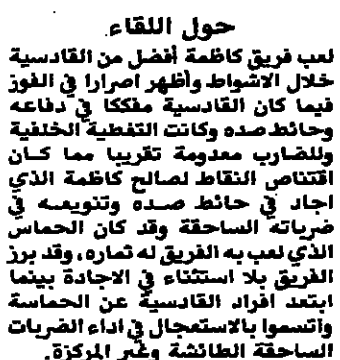 حول اللقاء
لعب فريق كاظمة أفضل من القادسية
خلال الاشواط وأظهر اصرارا في الفوز
فيما كان القادسية مفككا في دفاعه
وحائط صده وكانت التغطية الخلفية
وللضارب معدومة تقريبا مما كان
اقتناص النقاط لصالح كاظمة الذي
اجاد في حائط صده وتنويعه في
ضرباته الساحقة وقد كان الحماس
الذي لعب به الفريق له ثماره، وقد برز
الفريق بلا استثناء في الاجادة بينما
ابتعد افراد القادسية عن الحماسة
واتسموا بالاستعجال في اداء الضربات
الساحقة الطائشة وغير المركزة.